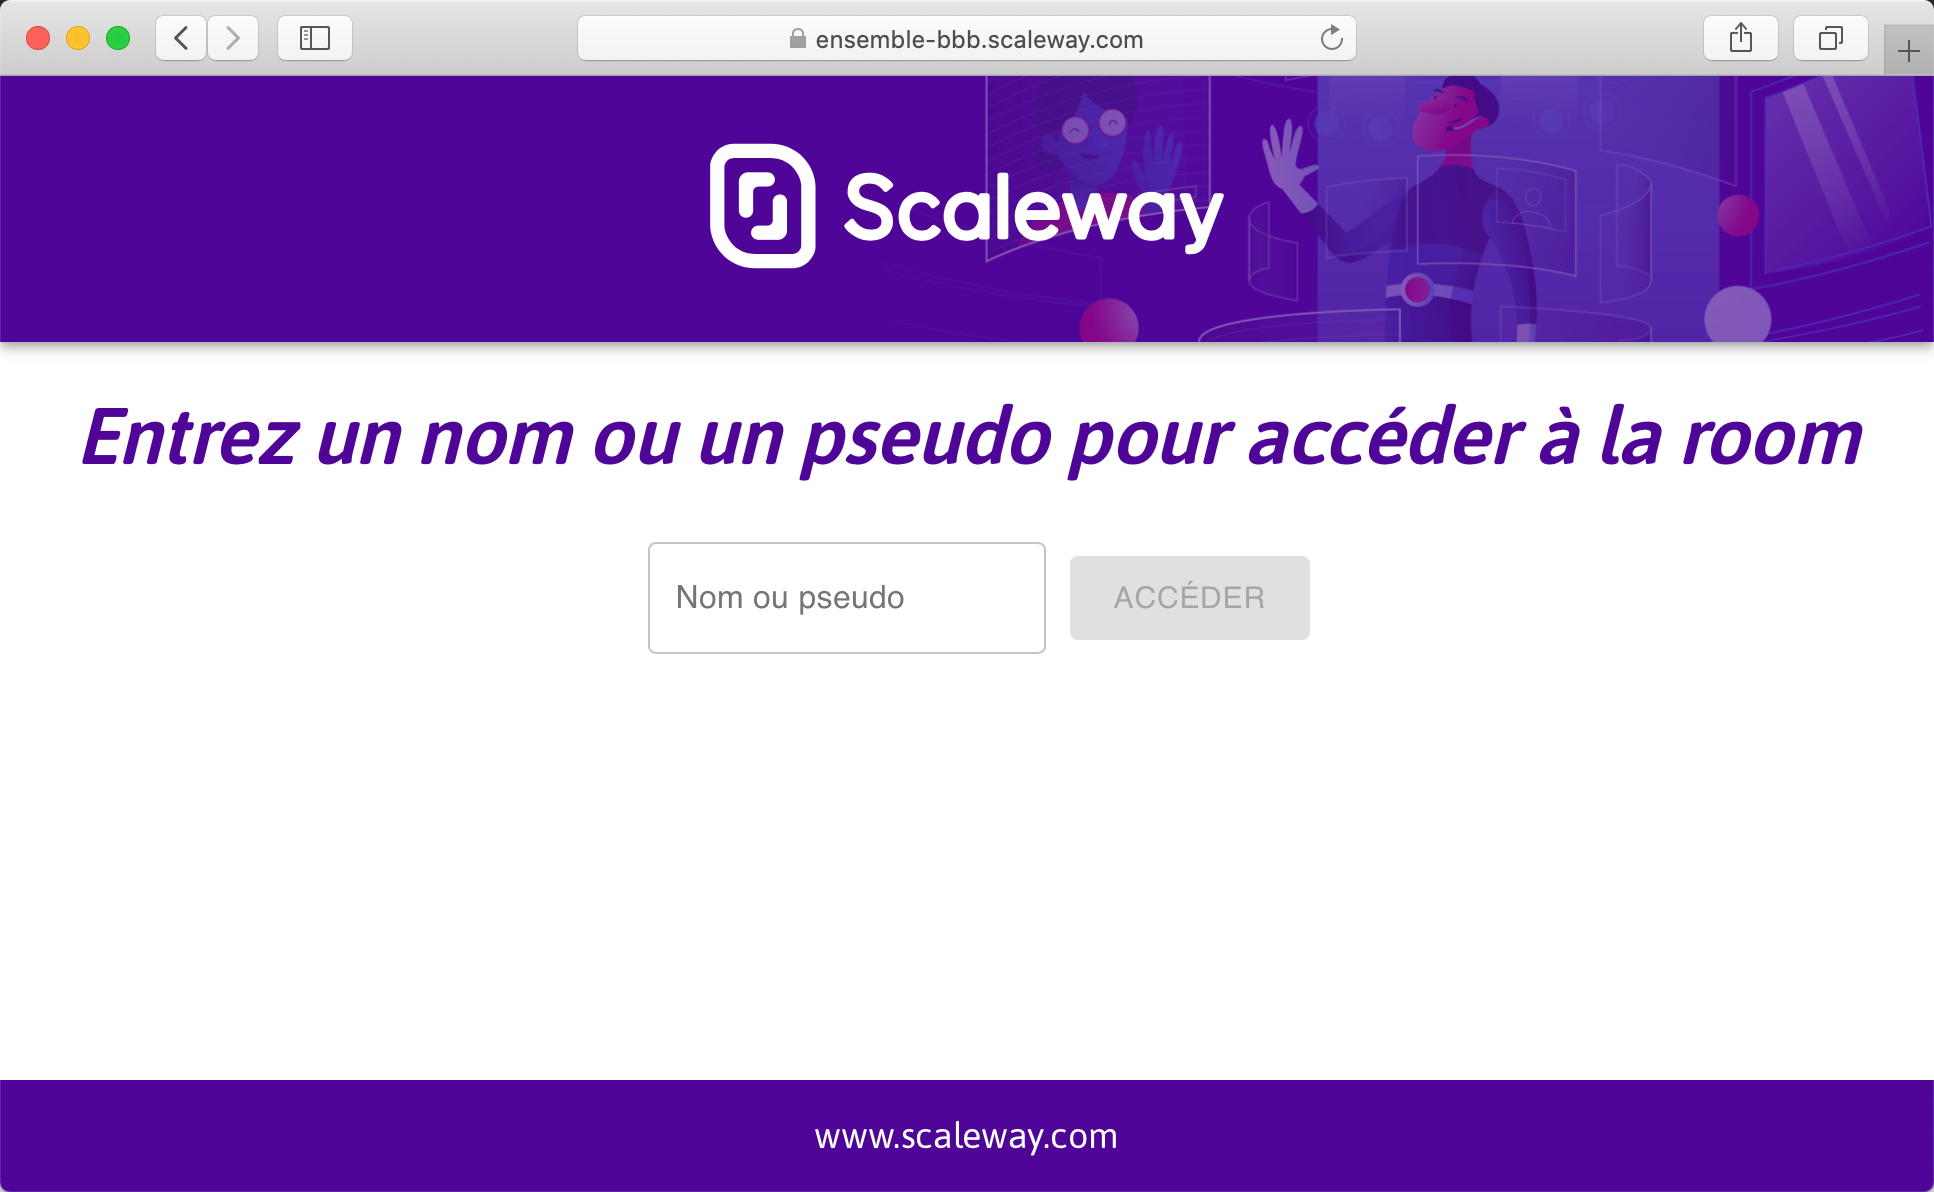 ensemble-bbb.scaleway.com
Scaleway
Entrez un nom ou un pseudo pour accéder à la room
Nom ou pseudo
ACCÉDER
www.scaleway.com